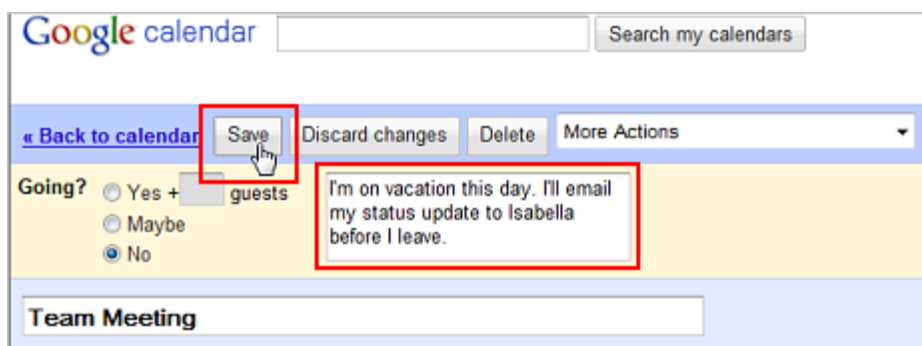 Google calendar Search my calendars
« Back to calendar Save Discard changes Delete More Actions
Going? Yes + guests
Maybe
No
I'm on vacation this day. I'll email
my status update to Isabella
before I leave.
Team Meeting